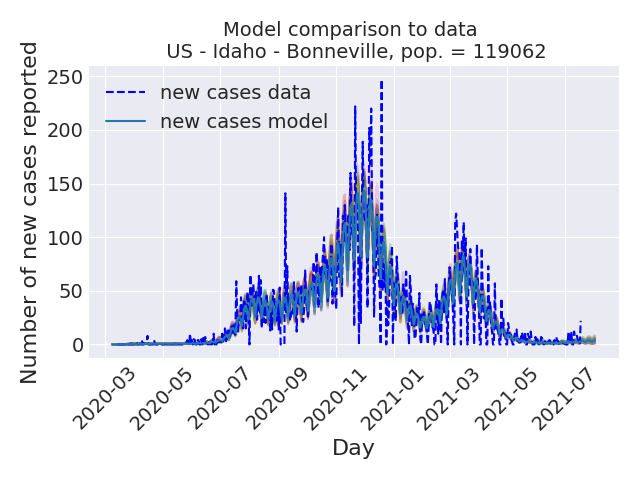 Model comparison to data
US - Idaho - Bonneville, pop. = 119062
Number of new cases reported
250
200
150
100
50
0
new cases data
new cases model
2020-03
2020-05
2020-07
2020-09
2020-11
2021-01
2021-03
2021-05
2021-07
Day